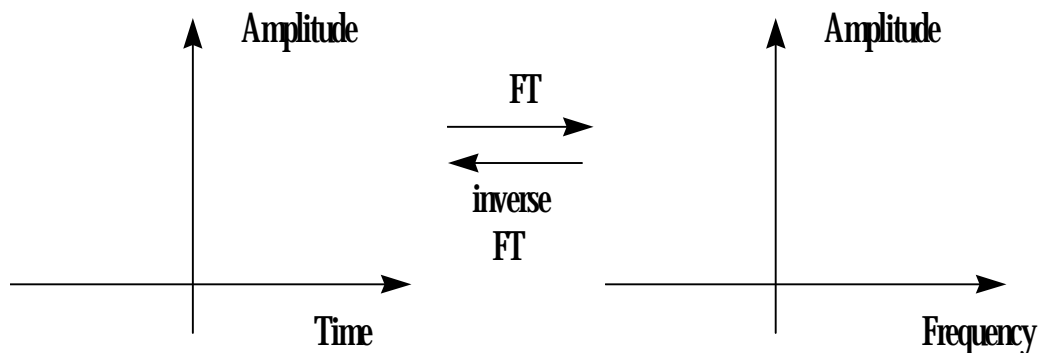 Amplitude
Amplitude
FT
inverse
FT
Time
Frequency